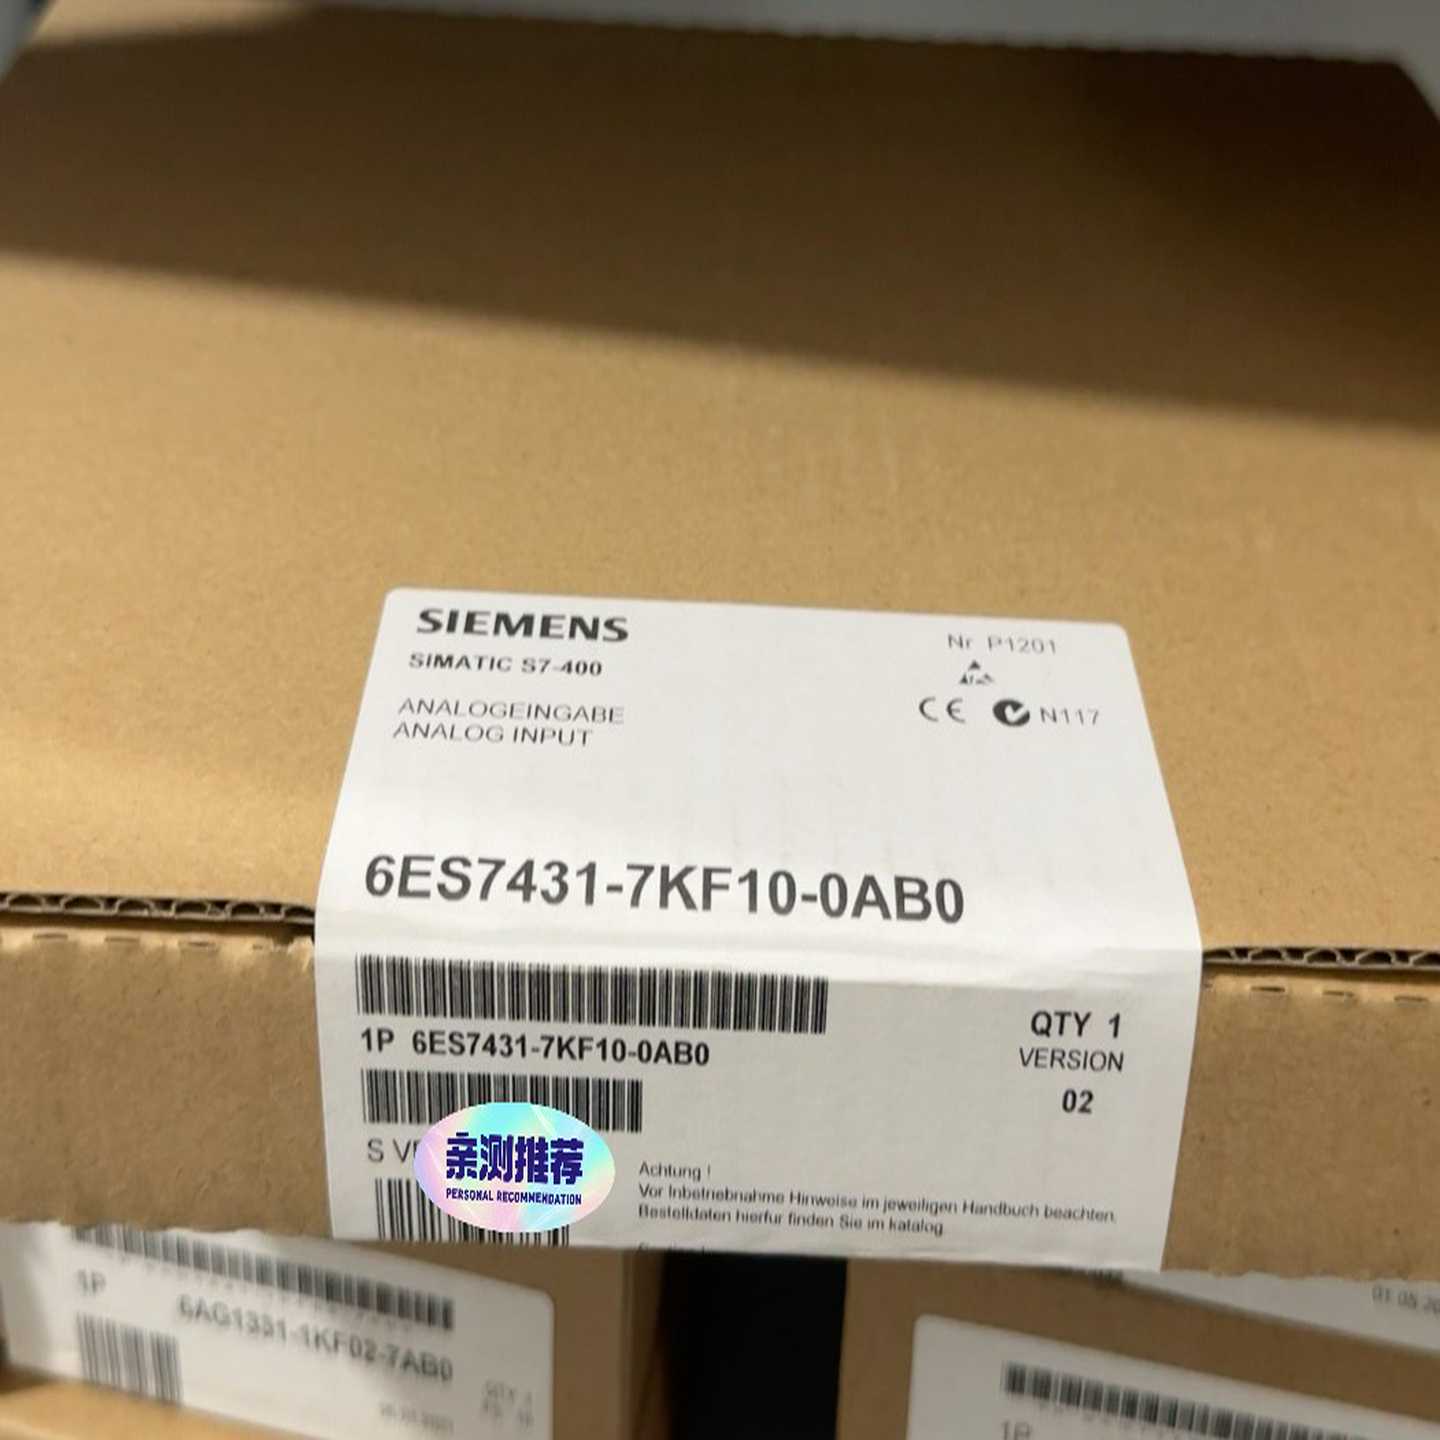 SIEMENS
SIMATIC S7-400
ANALOGEINGABE
ANALOG INPUT
Nr P1201
CE N117
6ES7431-7KF10-0AB0
1P 6ES7431-7KF10-0AB0
QTY 1
VERSION
02
S
亲测推荐
PERSONAL RECOMMENDATION
Achtung !
Vor Inbetriebnahme Hinweise im jeweiligen Handbuch beachten.
Bestelldaten hierfur finden Sie im katalog.
1P
6AG1331-1KF02-7AB0
1P